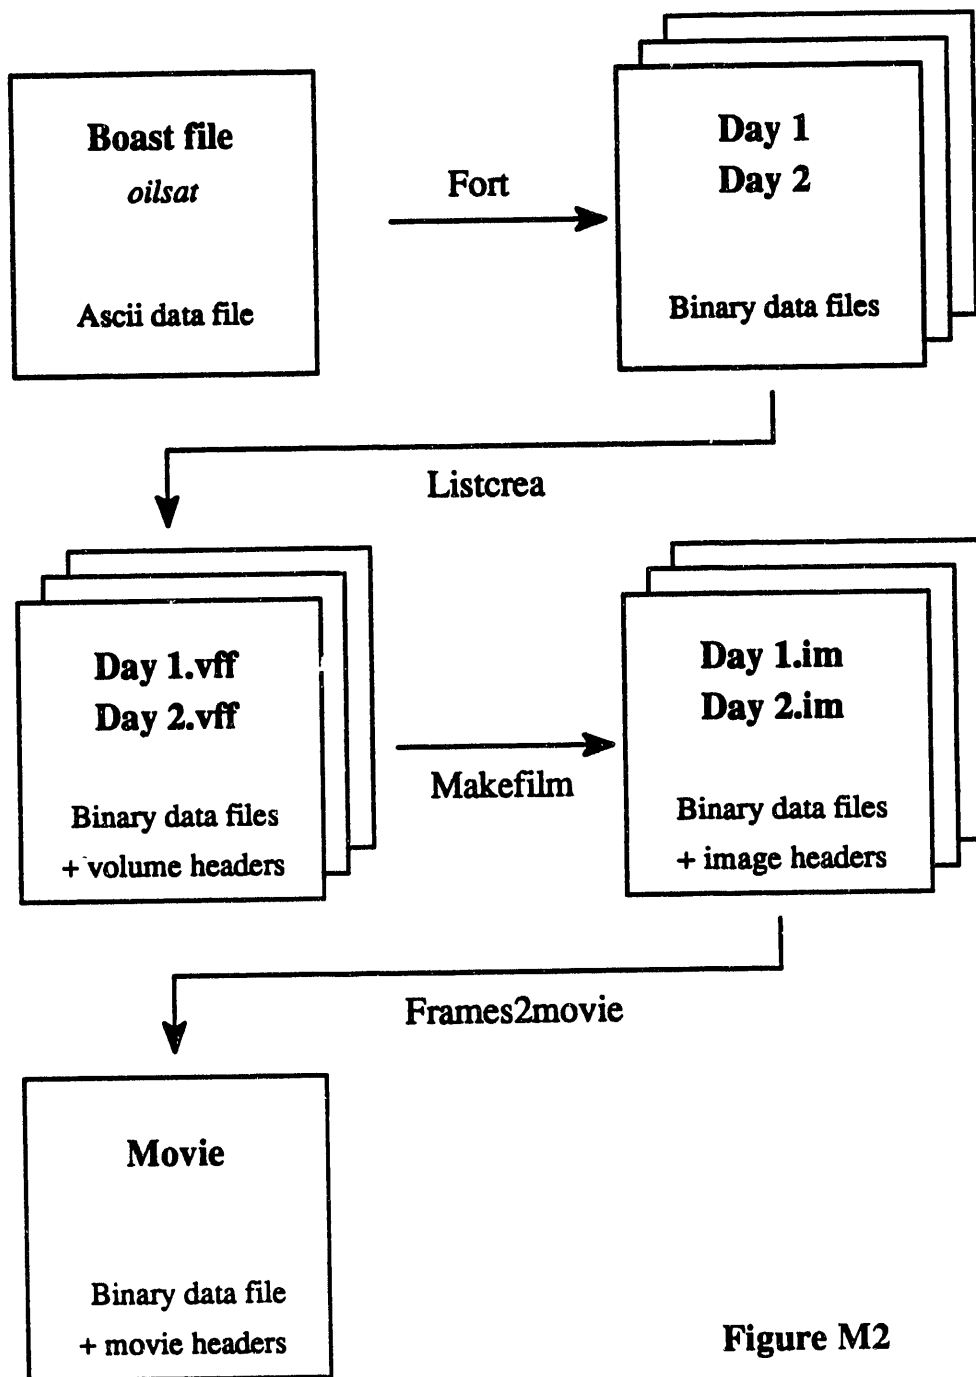 Boast file
oilsat
Ascii data file
Fort
Day 1
Day 2
Binary data files
Listcrea
Day 1.vff
Day 2.vff
Binary data files
+ volume headers
Makefilm
Day 1.im
Day 2.im
Binary data files
+ image headers
Frames2movie
Movie
Binary data file
+ movie headers
Figure M2